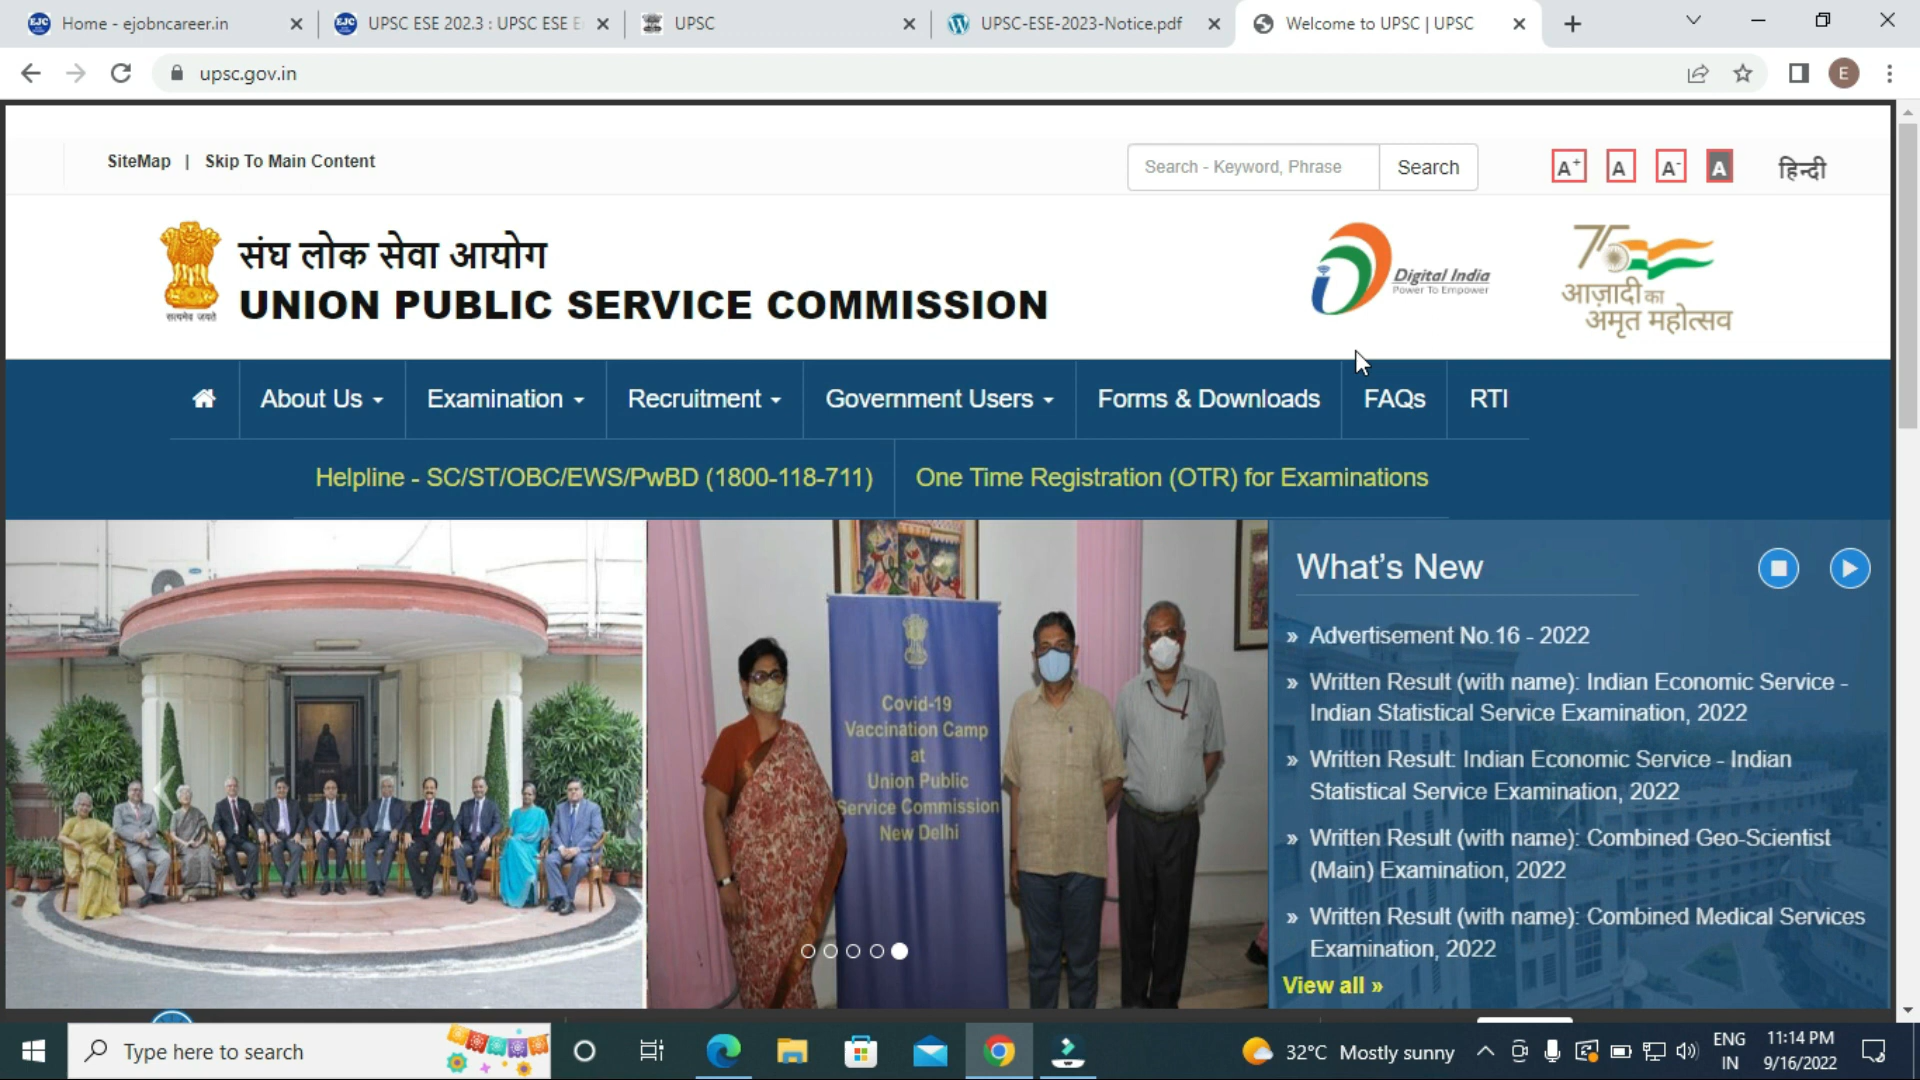 Home - ejobncareer.in
UPSC ESE 202.3 : UPSC ESE E
UPSC
UPSC-ESE-2023-Notice.pdf
Welcome to UPSC | UPSC
upsc.gov.in
E
SiteMap | Skip To Main Content
Search - Keyword, Phrase
Search
A+ A A- A
हिन्दी
संघ लोक सेवा आयोग
UNION PUBLIC SERVICE COMMISSION
सत्यमेव जयते
Digital India
Power To Empower
75
आज़ादी का
अमृत महोत्सव
About Us
Examination
Recruitment
Government Users
Forms & Downloads
FAQs
RTI
Helpline - SC/ST/OBC/EWS/PwBD (1800-118-711)
One Time Registration (OTR) for Examinations
Covid-19
Vaccination Camp
at
Union Public
Service Commission
New Delhi
What's New
» Advertisement No.16 - 2022
» Written Result (with name): Indian Economic Service -
Indian Statistical Service Examination, 2022
» Written Result: Indian Economic Service - Indian
Statistical Service Examination, 2022
» Written Result (with name): Combined Geo-Scientist
(Main) Examination, 2022
» Written Result (with name): Combined Medical Services
Examination, 2022
View all »
Type here to search
32°C Mostly sunny
ENG
IN
11:14 PM
9/16/2022